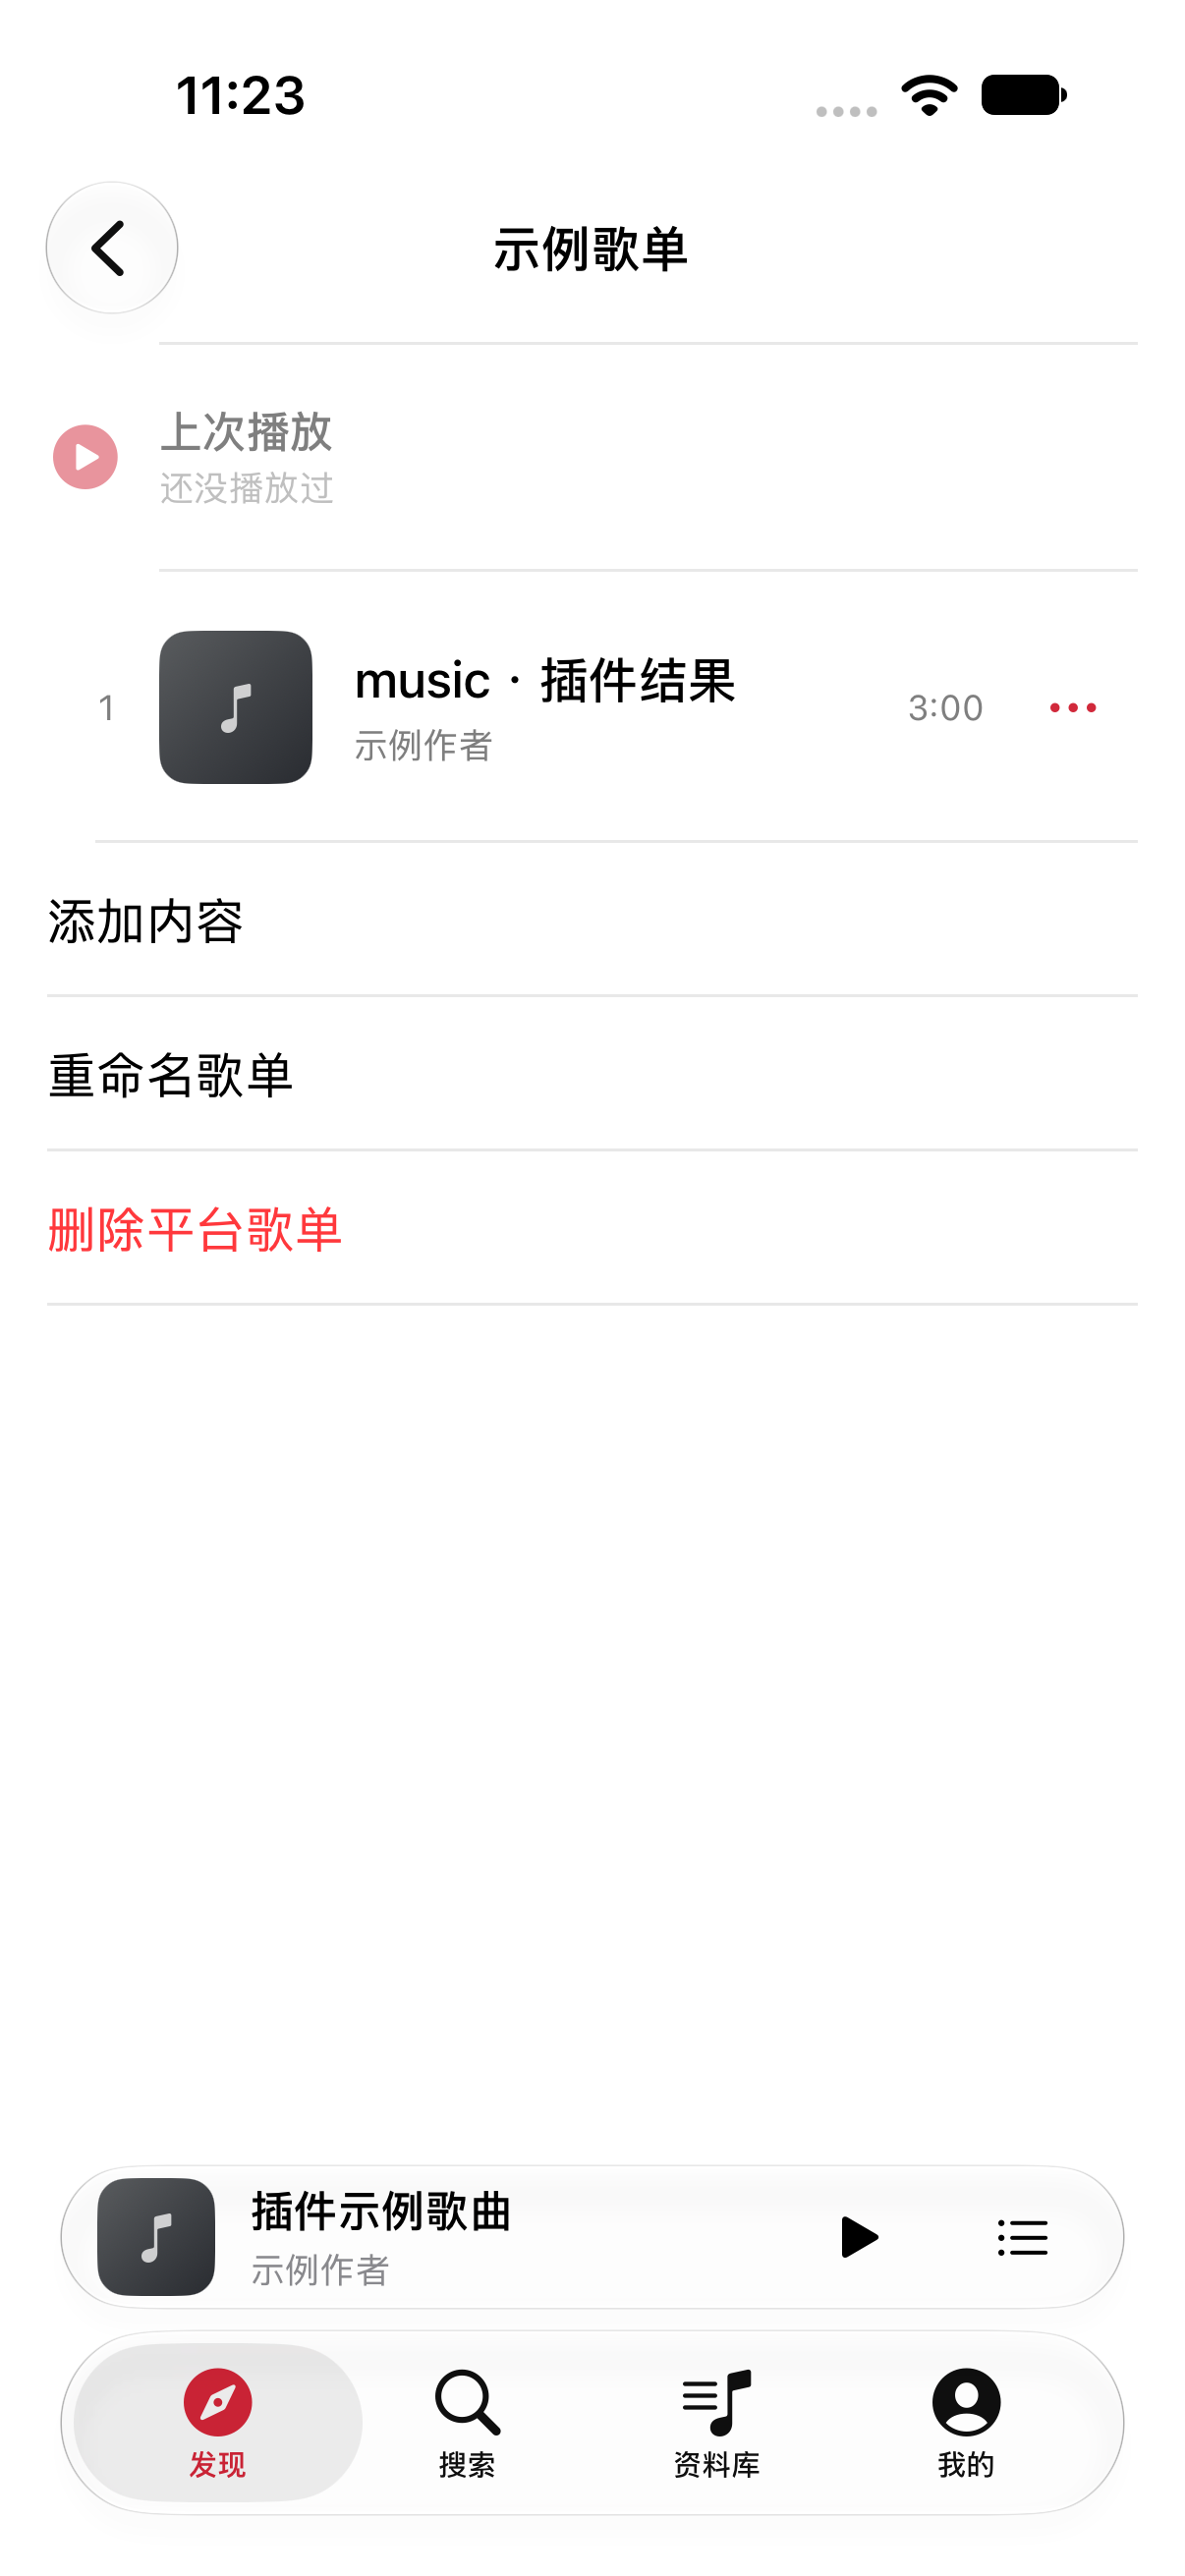 11:23
示例歌单
上次播放
还没播放过
1
music · 插件结果
示例作者
3:00
添加内容
重命名歌单
删除平台歌单
插件示例歌曲
示例作者
发现
搜索
资料库
我的